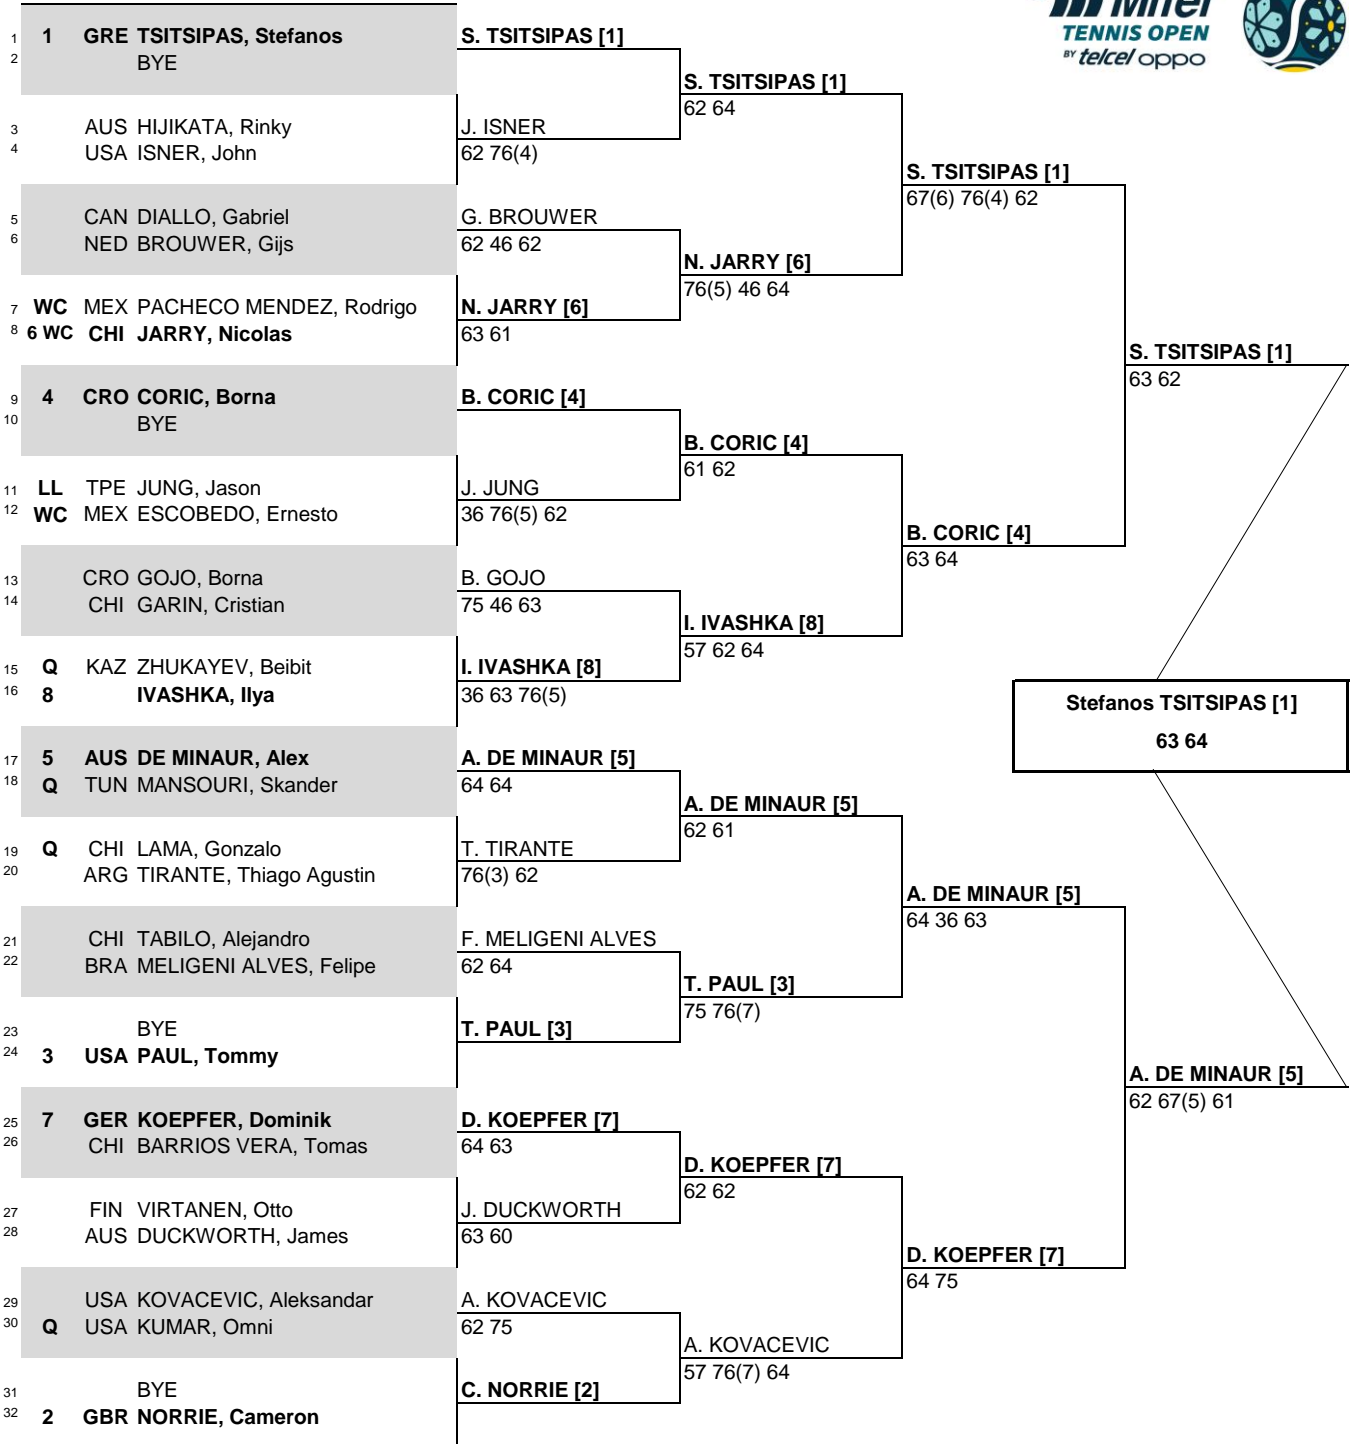 Mitel
TENNIS OPEN
BY telcel oppo
1 1 GRE TSITSIPAS, Stefanos
2 BYE
3 AUS HIJIKATA, Rinky
4 USA ISNER, John
5 CAN DIALLO, Gabriel
6 NED BROUWER, Gijs
7 WC MEX PACHECO MENDEZ, Rodrigo
8 6 WC CHI JARRY, Nicolas
9 4 CRO CORIC, Borna
10 BYE
11 LL TPE JUNG, Jason
12 WC MEX ESCOBEDO, Ernesto
13 CRO GOJO, Borna
14 CHI GARIN, Cristian
15 Q KAZ ZHUKAYEV, Beibit
16 8 IVASHKA, Ilya
17 5 AUS DE MINAUR, Alex
18 Q TUN MANSOURI, Skander
19 Q CHI LAMA, Gonzalo
20 ARG TIRANTE, Thiago Agustin
21 CHI TABILO, Alejandro
22 BRA MELIGENI ALVES, Felipe
23 BYE
24 3 USA PAUL, Tommy
25 7 GER KOEPFER, Dominik
26 CHI BARRIOS VERA, Tomas
27 FIN VIRTANEN, Otto
28 AUS DUCKWORTH, James
29 USA KOVACEVIC, Aleksandar
30 Q USA KUMAR, Omni
31 BYE
32 2 GBR NORRIE, Cameron
S. TSITSIPAS [1]
J. ISNER
62 76(4)
G. BROUWER
62 46 62
N. JARRY [6]
63 61
B. CORIC [4]
J. JUNG
36 76(5) 62
B. GOJO
75 46 63
I. IVASHKA [8]
36 63 76(5)
A. DE MINAUR [5]
64 64
T. TIRANTE
76(3) 62
F. MELIGENI ALVES
62 64
T. PAUL [3]
D. KOEPFER [7]
64 63
J. DUCKWORTH
63 60
A. KOVACEVIC
62 75
C. NORRIE [2]
S. TSITSIPAS [1]
62 64
N. JARRY [6]
76(5) 46 64
B. CORIC [4]
61 62
I. IVASHKA [8]
57 62 64
A. DE MINAUR [5]
62 61
T. PAUL [3]
75 76(7)
D. KOEPFER [7]
62 62
A. KOVACEVIC
57 76(7) 64
S. TSITSIPAS [1]
67(6) 76(4) 62
B. CORIC [4]
63 64
A. DE MINAUR [5]
64 36 63
D. KOEPFER [7]
64 75
S. TSITSIPAS [1]
63 62
A. DE MINAUR [5]
62 67(5) 61
Stefanos TSITSIPAS [1]
63 64